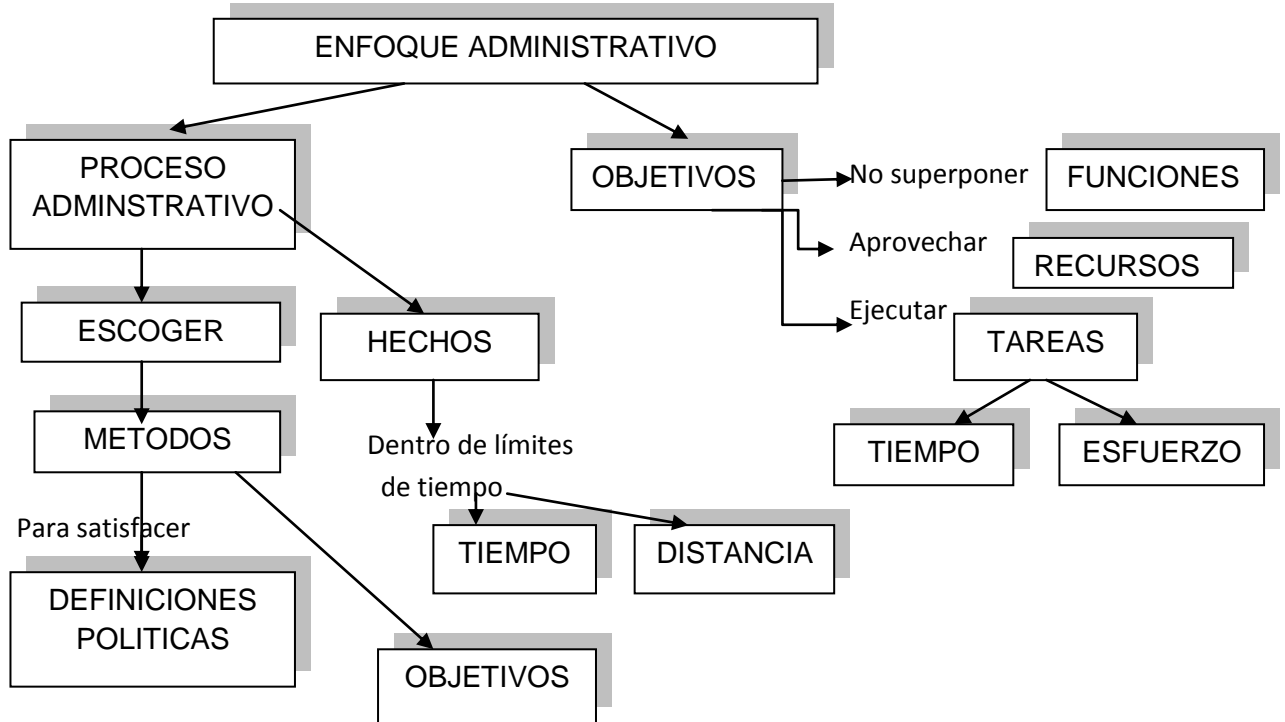 ENFOQUE ADMINISTRATIVO
PROCESO
ADMINSTRATIVO
OBJETIVOS
No superponer
FUNCIONES
Aprovechar
RECURSOS
Ejecutar
TAREAS
TIEMPO
ESFUERZO
ESCOGER
HECHOS
METODOS
Dentro de límites
de tiempo
TIEMPO
DISTANCIA
Para satisfacer
DEFINICIONES
POLITICAS
OBJETIVOS